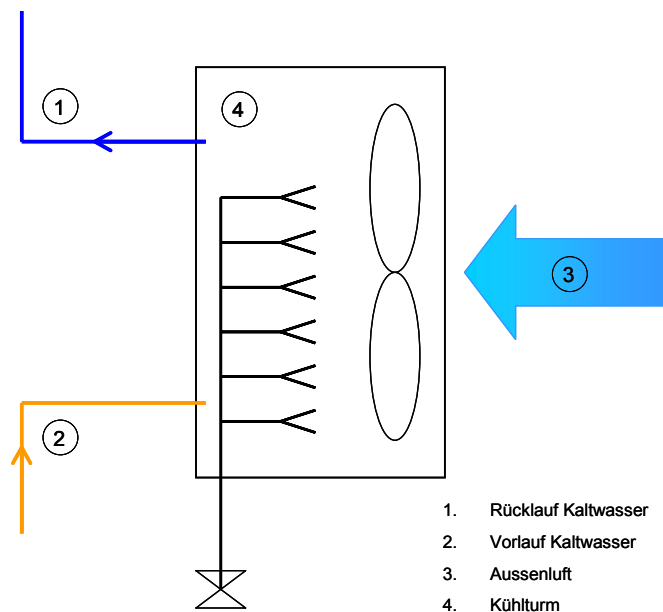 1
4
3
2
1. Rücklauf Kaltwasser
2. Vorlauf Kaltwasser
3. Aussenluft
4. Kühlturm